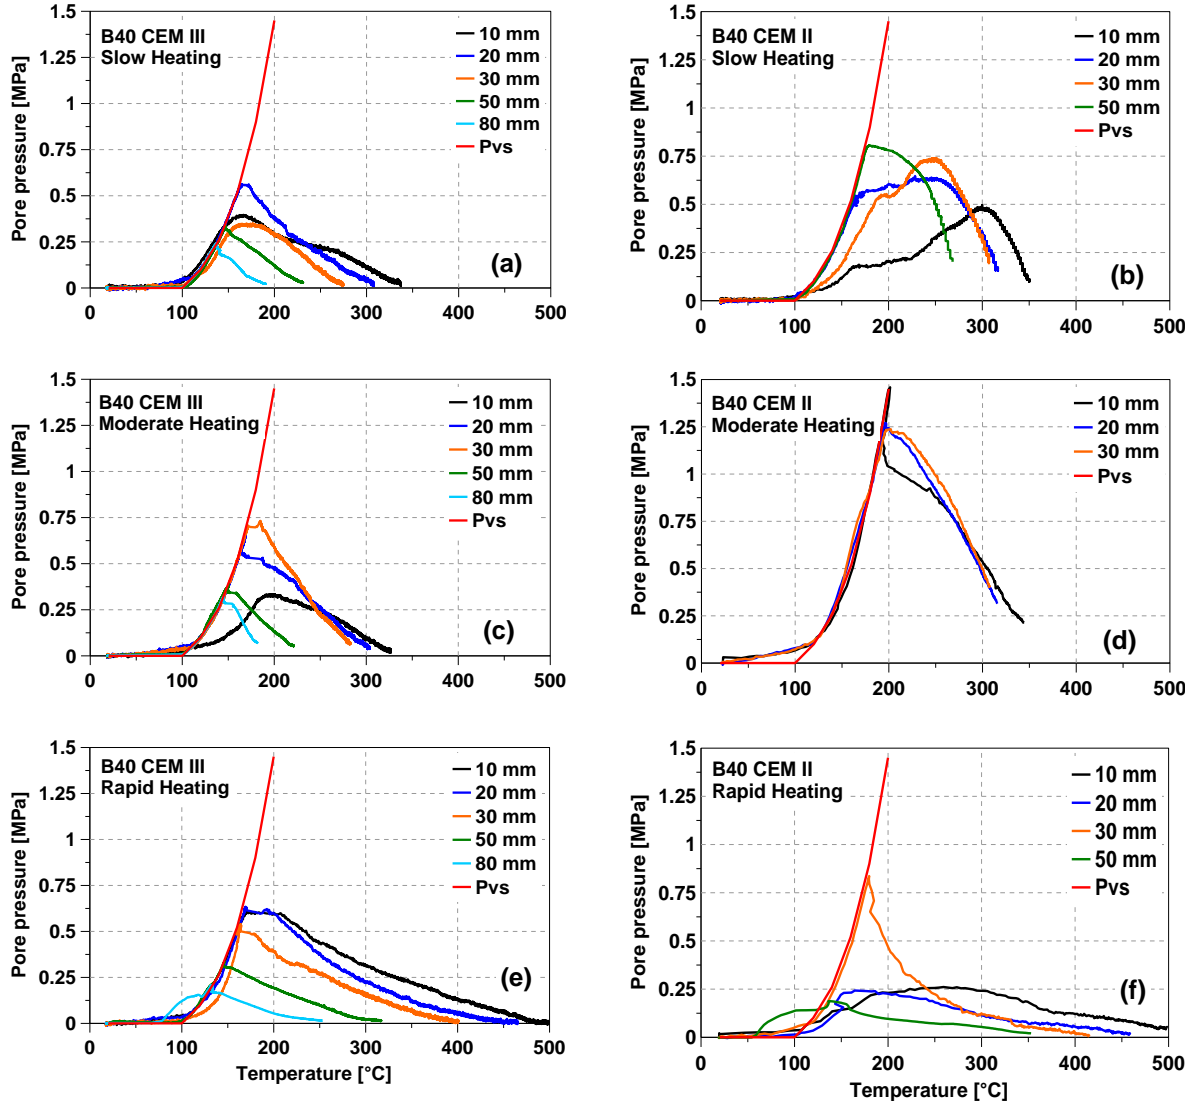 B40 CEM III
Slow Heating
10 mm
20 mm
30 mm
50 mm
80 mm
Pvs
(a)
Pore pressure [MPa]
1.5
1.25
1
0.75
0.5
0.25
0
0 100 200 300 400 500
B40 CEM II
Slow Heating
10 mm
20 mm
30 mm
50 mm
Pvs
(b)
Pore pressure [MPa]
1.5
1.25
1
0.75
0.5
0.25
0
0 100 200 300 400 500
B40 CEM III
Moderate Heating
10 mm
20 mm
30 mm
50 mm
80 mm
Pvs
(c)
Pore pressure [MPa]
1.5
1.25
1
0.75
0.5
0.25
0
0 100 200 300 400 500
B40 CEM II
Moderate Heating
10 mm
20 mm
30 mm
Pvs
(d)
Pore pressure [MPa]
1.5
1.25
1
0.75
0.5
0.25
0
0 100 200 300 400 500
B40 CEM III
Rapid Heating
10 mm
20 mm
30 mm
50 mm
80 mm
Pvs
(e)
Pore pressure [MPa]
1.5
1.25
1
0.75
0.5
0.25
0
0 100 200 300 400 500
Temperature [°C]
B40 CEM II
Rapid Heating
10 mm
20 mm
30 mm
50 mm
Pvs
(f)
Pore pressure [MPa]
1.5
1.25
1
0.75
0.5
0.25
0
0 100 200 300 400 500
Temperature [°C]